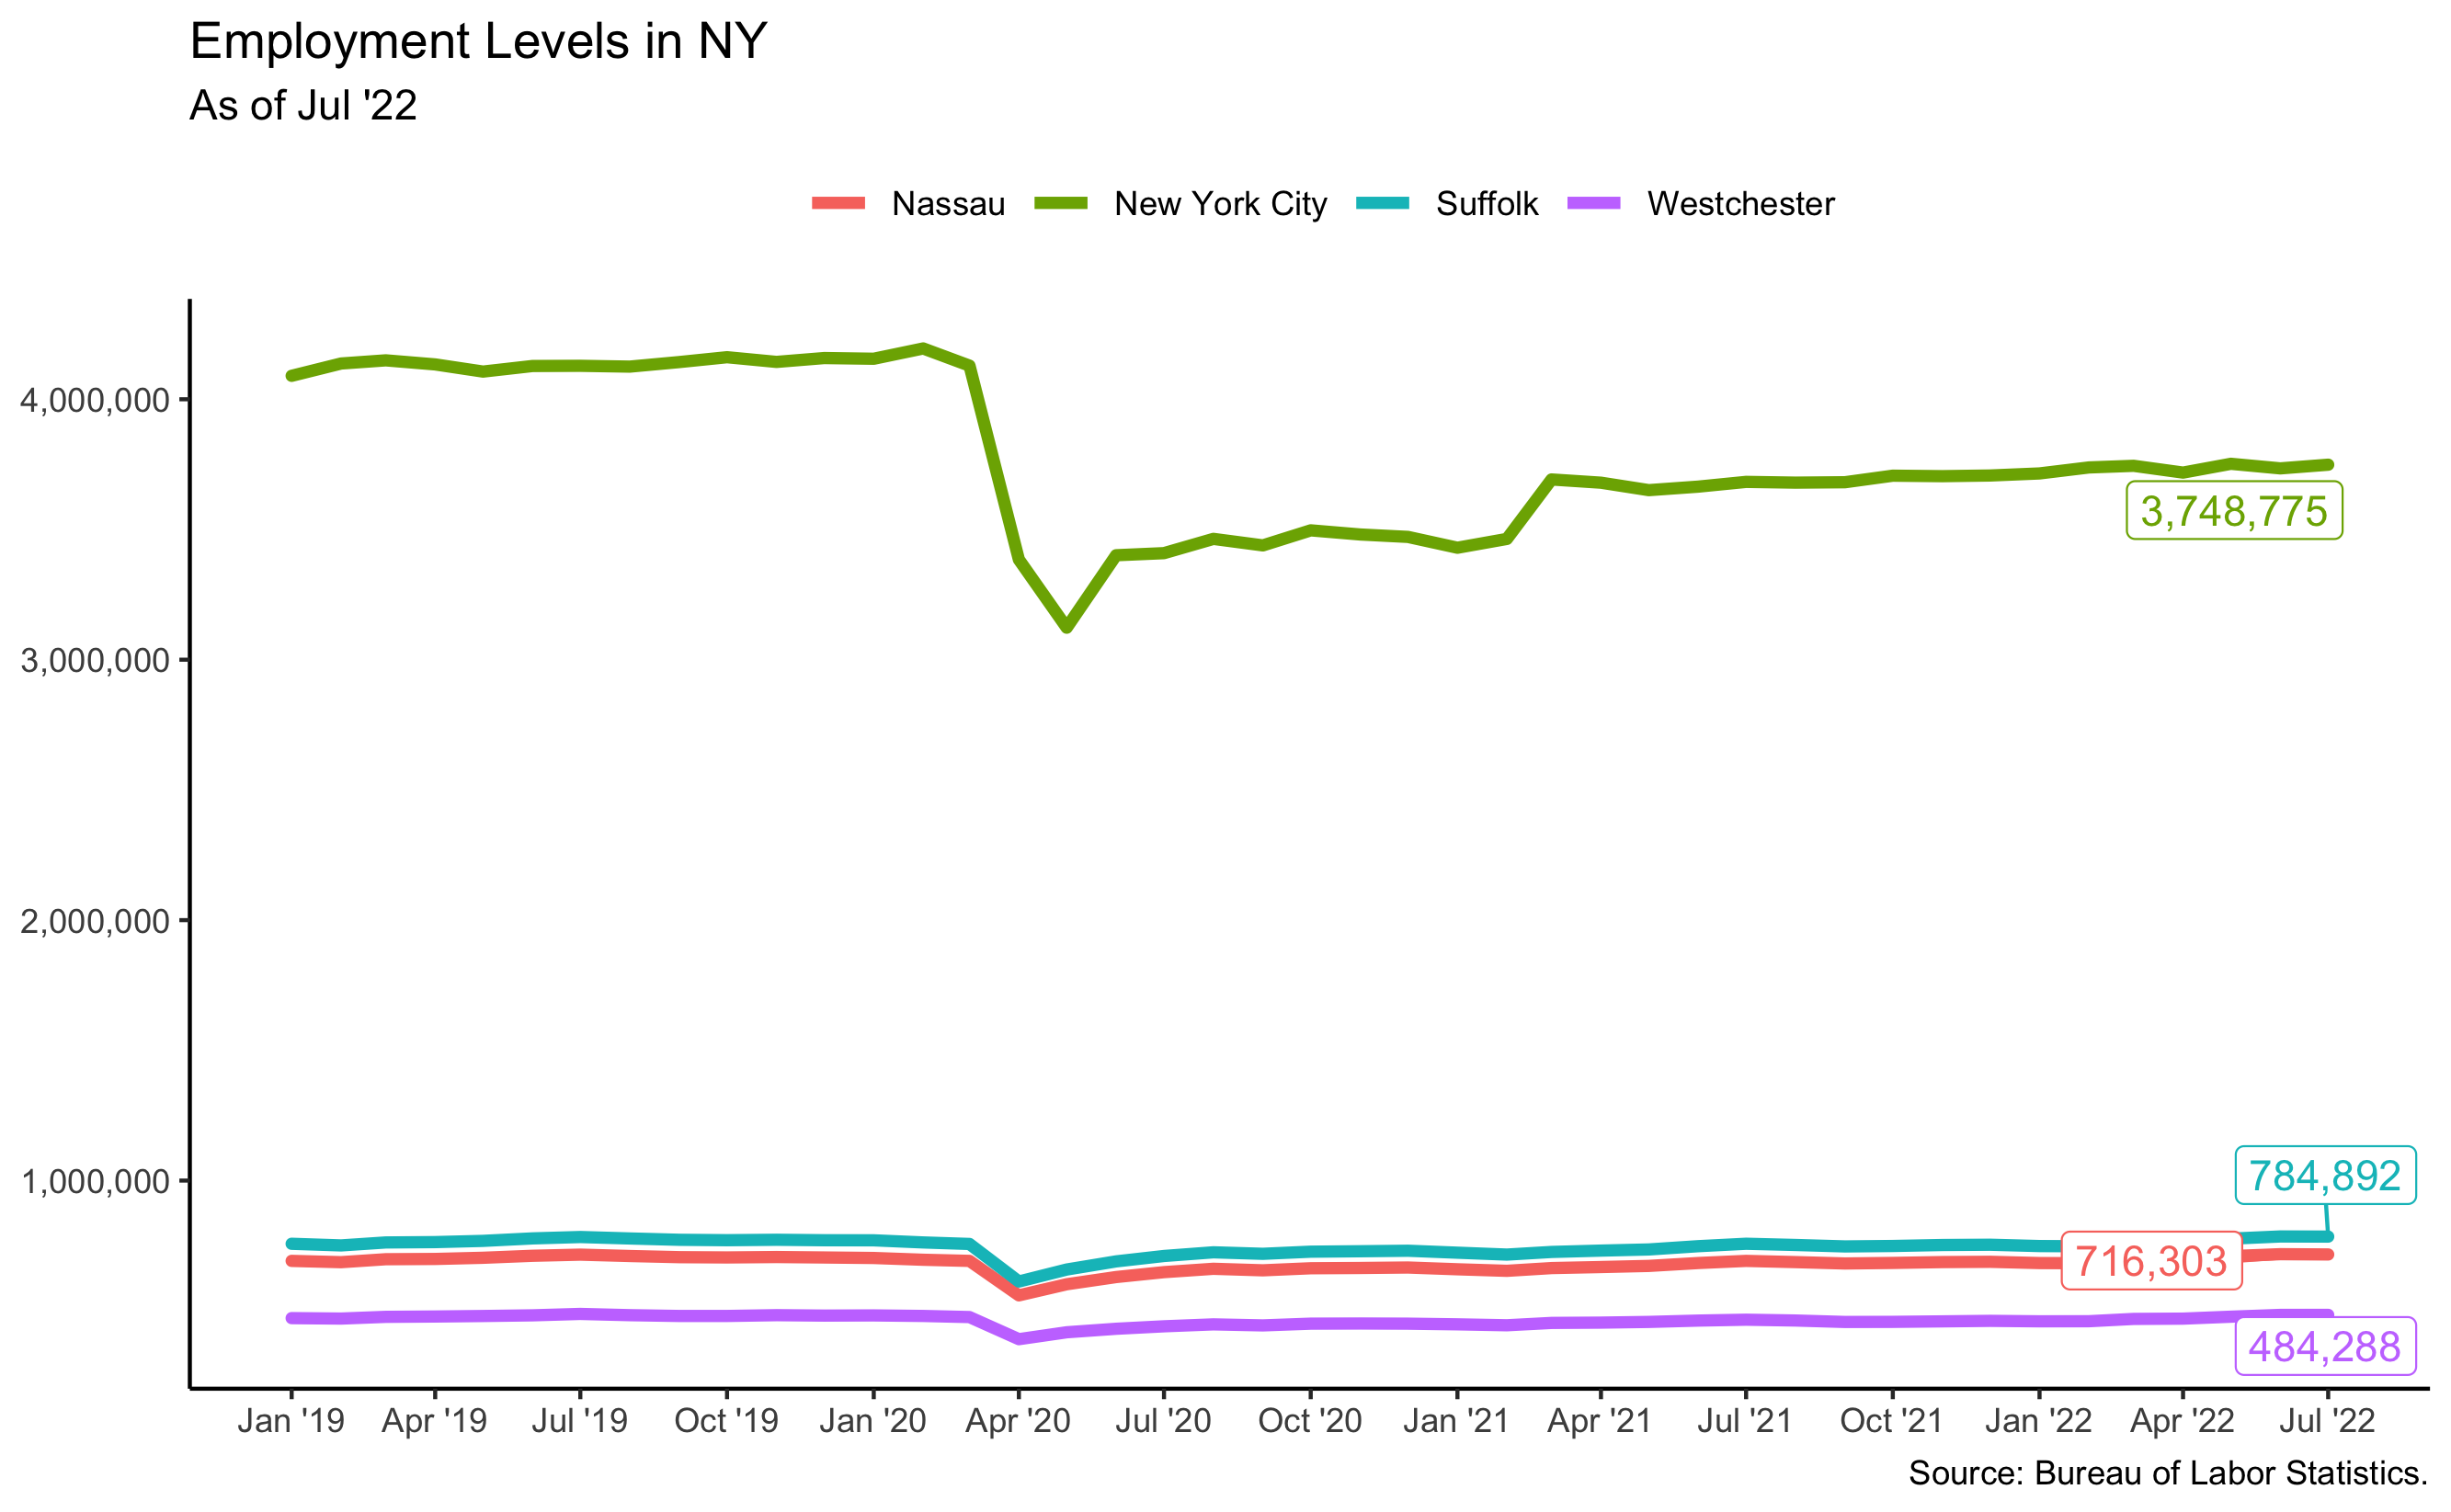 Employment Levels in NY
As of Jul '22
Nassau New York City Suffolk Westchester
4,000,000
3,748,775
3,000,000
2,000,000
1,000,000
784,892
716,303
484,288
Jan '19 Apr '19 Jul '19 Oct '19 Jan '20 Apr '20 Jul '20 Oct '20 Jan '21 Apr '21 Jul '21 Oct '21 Jan '22 Apr '22 Jul '22
Source: Bureau of Labor Statistics.